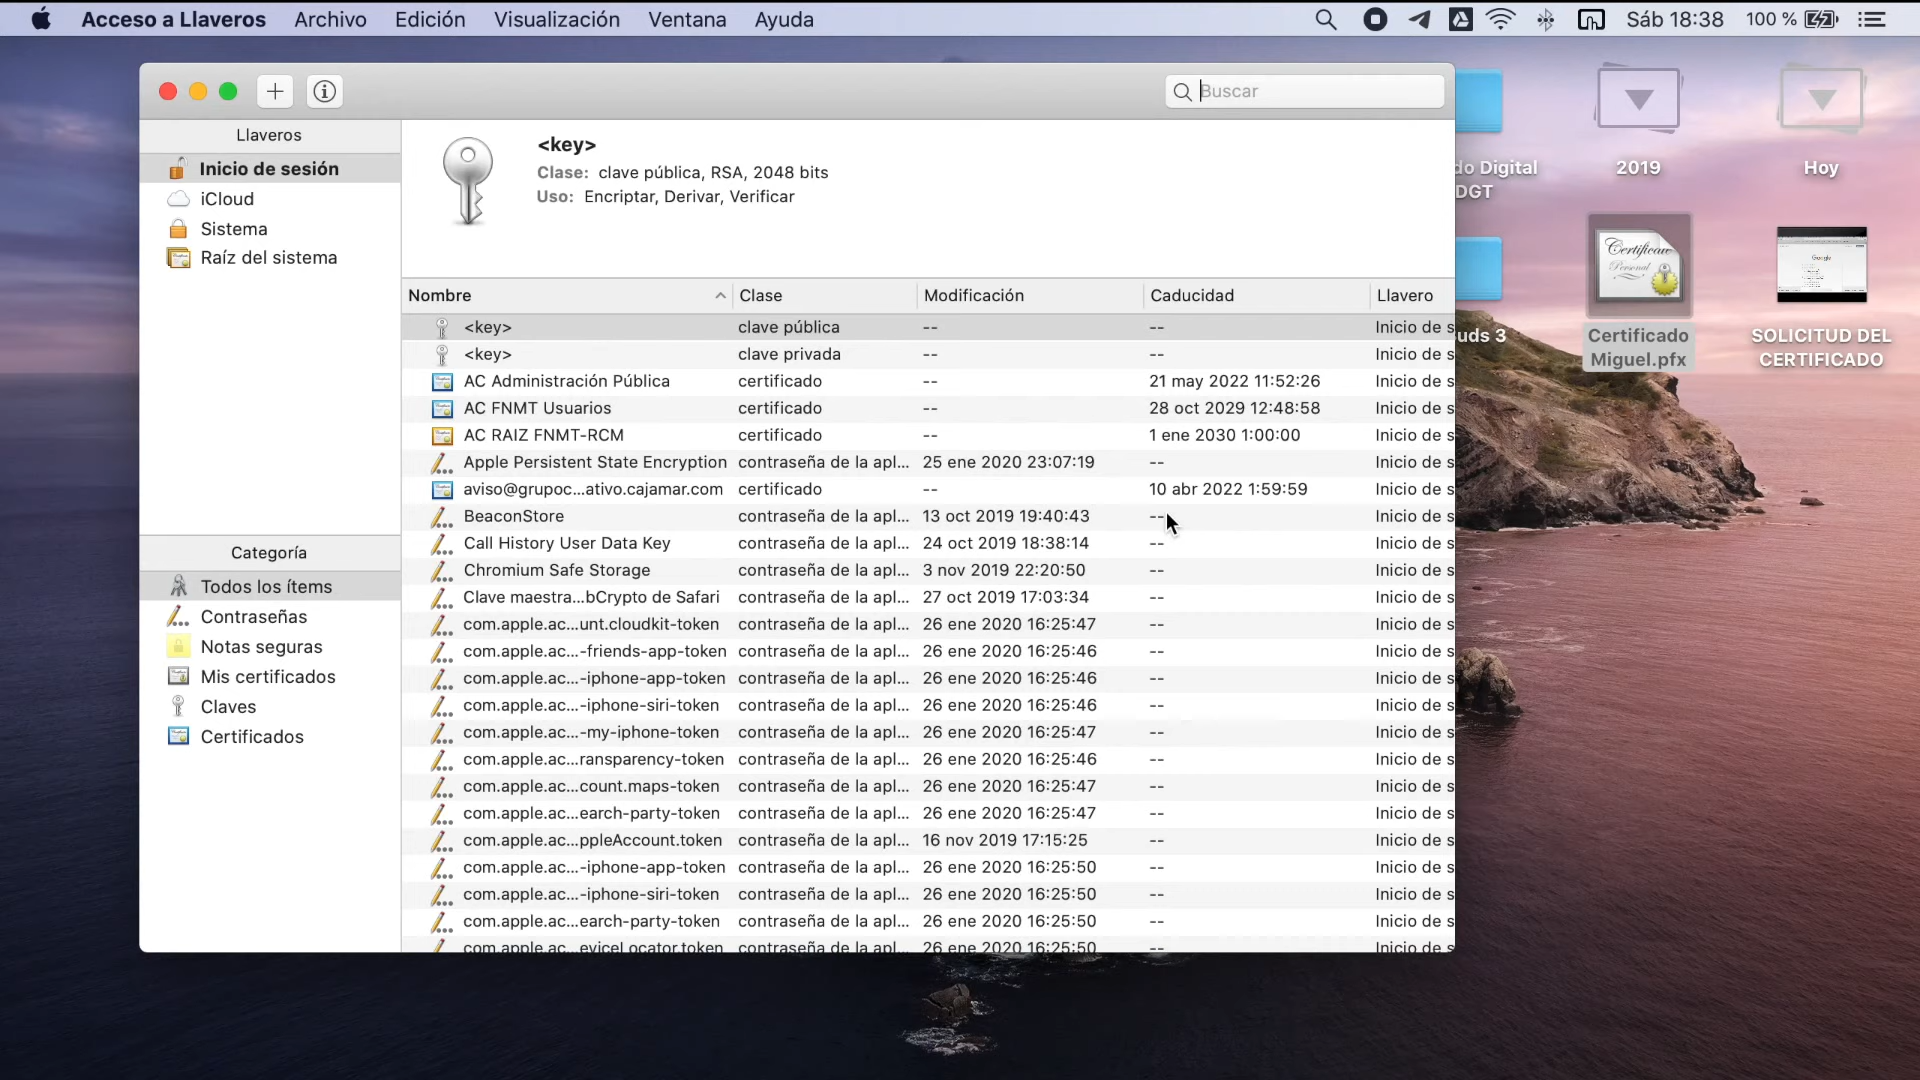 Acceso a Llaveros Archivo Edición Visualización Ventana Ayuda Sáb 18:38 100 %
Buscar
Llaveros
Inicio de sesión
iCloud
Sistema
Raíz del sistema
<key>
Clase: clave pública, RSA, 2048 bits
Uso: Encriptar, Derivar, Verificar
Nombre Clase Modificación Caducidad Llavero
<key> clave pública -- -- Inicio de s
<key> clave privada -- -- Inicio de s
AC Administración Pública certificado -- 21 may 2022 11:52:26 Inicio de s
AC FNMT Usuarios certificado -- 28 oct 2029 12:48:58 Inicio de s
AC RAIZ FNMT-RCM certificado -- 1 ene 2030 1:00:00 Inicio de s
Apple Persistent State Encryption contraseña de la apl... 25 ene 2020 23:07:19 -- Inicio de s
aviso@grupoc...ativo.cajamar.com certificado -- 10 abr 2022 1:59:59 Inicio de s
BeaconStore contraseña de la apl... 13 oct 2019 19:40:43 -- Inicio de s
Call History User Data Key contraseña de la apl... 24 oct 2019 18:38:14 -- Inicio de s
Chromium Safe Storage contraseña de la apl... 3 nov 2019 22:20:50 -- Inicio de s
Clave maestra...bCrypto de Safari contraseña de la apl... 27 oct 2019 17:03:34 -- Inicio de s
com.apple.ac...unt.cloudkit-token contraseña de la apl... 26 ene 2020 16:25:47 -- Inicio de s
com.apple.ac...-friends-app-token contraseña de la apl... 26 ene 2020 16:25:46 -- Inicio de s
com.apple.ac...-iphone-app-token contraseña de la apl... 26 ene 2020 16:25:46 -- Inicio de s
com.apple.ac...-iphone-siri-token contraseña de la apl... 26 ene 2020 16:25:46 -- Inicio de s
com.apple.ac...-my-iphone-token contraseña de la apl... 26 ene 2020 16:25:47 -- Inicio de s
com.apple.ac...ransparency-token contraseña de la apl... 26 ene 2020 16:25:46 -- Inicio de s
com.apple.ac...count.maps-token contraseña de la apl... 26 ene 2020 16:25:47 -- Inicio de s
com.apple.ac...earch-party-token contraseña de la apl... 26 ene 2020 16:25:47 -- Inicio de s
com.apple.ac...ppleAccount.token contraseña de la apl... 16 nov 2019 17:15:25 -- Inicio de s
com.apple.ac...-iphone-app-token contraseña de la apl... 26 ene 2020 16:25:50 -- Inicio de s
com.apple.ac...-iphone-siri-token contraseña de la apl... 26 ene 2020 16:25:50 -- Inicio de s
com.apple.ac...earch-party-token contraseña de la apl... 26 ene 2020 16:25:50 -- Inicio de s
com.apple.ac...eviceLocator.token contraseña de la apl... 26 ene 2020 16:25:50 -- Inicio de s
Categoría
Todos los ítems
Contraseñas
Notas seguras
Mis certificados
Claves
Certificados
do Digital
DGT
2019
Hoy
uds 3
Certificate
Personal
Certificado
Miguel.pfx
Google
SOLICITUD DEL
CERTIFICADO